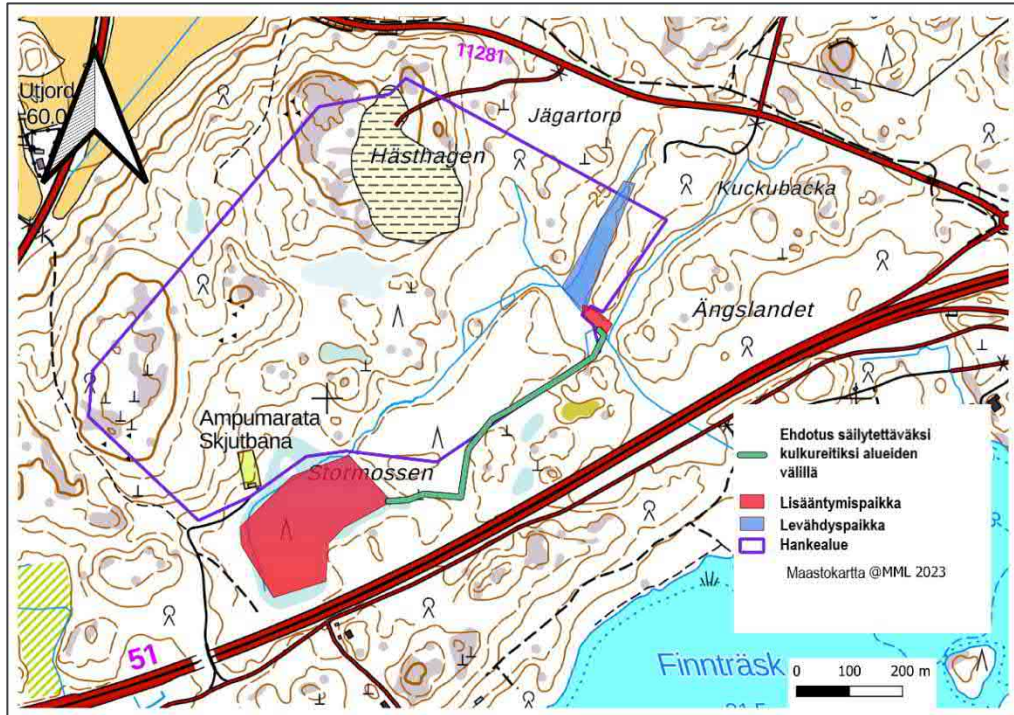 11281
Utjord
60.0
Jägartorp
Hästhagen
Kuckubacka
Ängslandet
Ampumarata
Skjutbana
Stormossen
Ehdotus säilytettäväksi
kulkureitiksi alueiden
välillä
Lisääntymispaikka
Levähdyspaikka
Hankealue
Maastokartta @MML 2023
51
Finnträsk
0 100 200 m